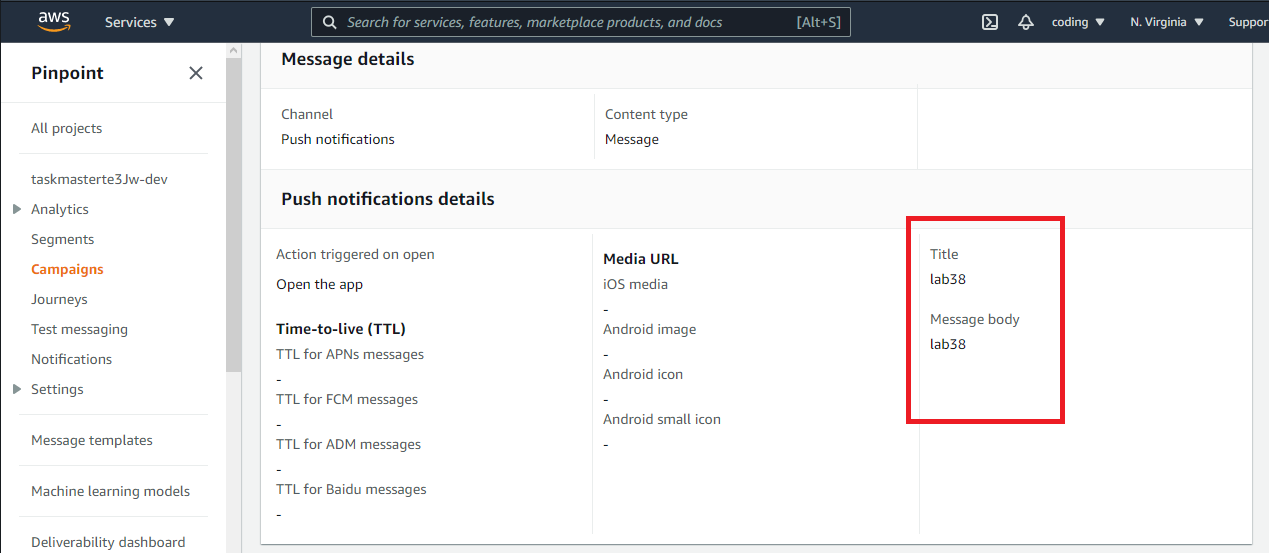 aws
Services
Search for services, features, marketplace products, and docs
[Alt+S]
coding
N. Virginia
Suppor
Pinpoint
All projects
taskmasterte3Jw-dev
Analytics
Segments
Campaigns
Journeys
Test messaging
Notifications
Settings
Message templates
Machine learning models
Deliverability dashboard
Message details
Channel
Push notifications
Content type
Message
Push notifications details
Action triggered on open
Open the app
Time-to-live (TTL)
TTL for APNs messages
-
TTL for FCM messages
-
TTL for ADM messages
-
TTL for Baidu messages
-
Media URL
iOS media
-
Android image
-
Android icon
-
Android small icon
-
Title
lab38
Message body
lab38